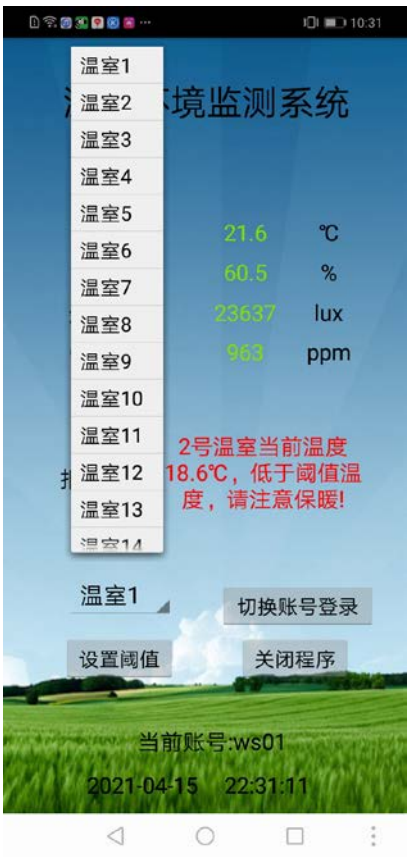 10:31
温室1
温室2
温室3
温室4
温室5
温室6
温室7
温室8
温室9
温室10
温室11
温室12
温室13
温室14
境监测系统
21.6 ℃
60.5 %
23637 lux
963 ppm
2号温室当前温度
18.6℃，低于阈值温
度，请注意保暖!
温室1
切换账号登录
设置阈值
关闭程序
当前账号:ws01
2021-04-15 22:31:11